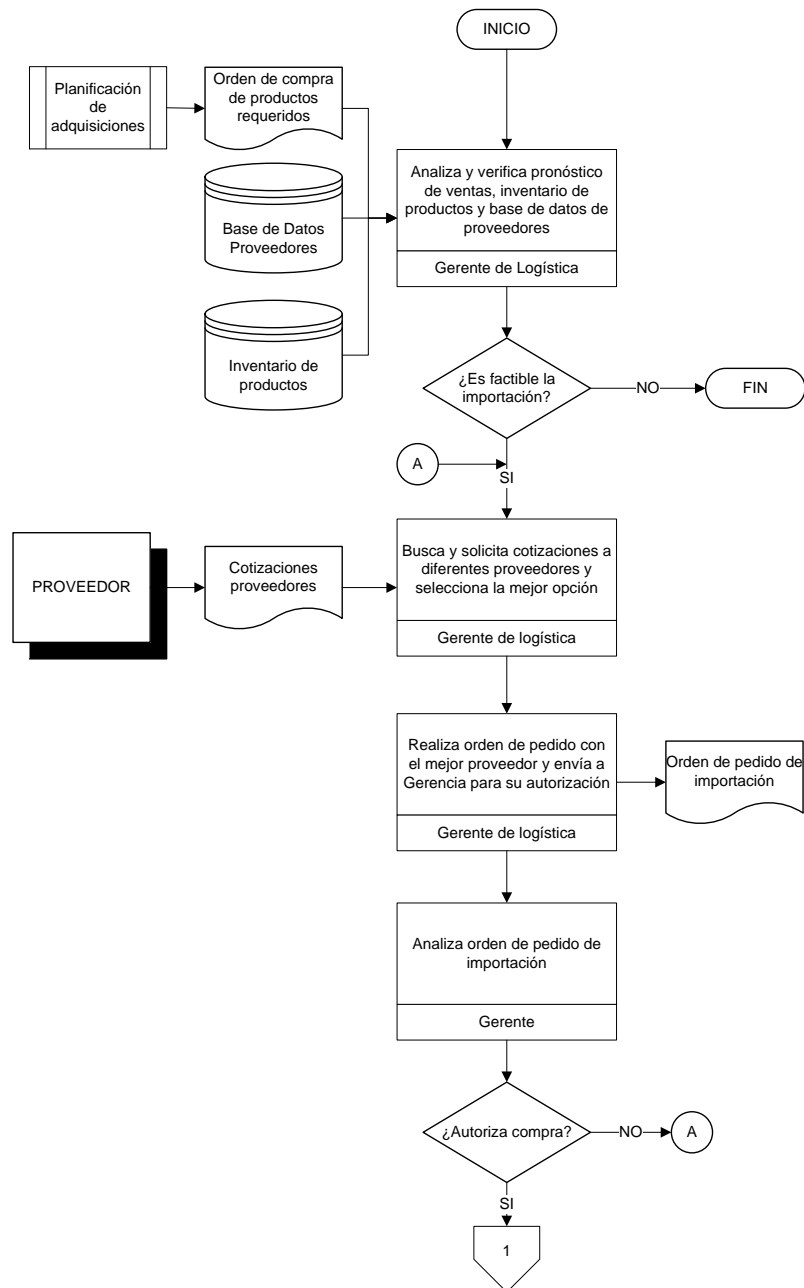 INICIO
Planificación
de
adquisiciones
Orden de compra
de productos
requeridos
Analiza y verifica pronóstico
de ventas, inventario de
productos y base de datos de
proveedores
Gerente de Logística
Base de Datos
Proveedores
Inventario de
productos
¿Es factible la
importación?
NO
FIN
A
SI
PROVEEDOR
Cotizaciones
proveedores
Busca y solicita cotizaciones a
diferentes proveedores y
selecciona la mejor opción
Gerente de logística
Realiza orden de pedido con
el mejor proveedor y envía a
Gerencia para su autorización
Gerente de logística
Orden de pedido de
importación
Analiza orden de pedido de
importación
Gerente
¿Autoriza compra?
NO
A
SI
1